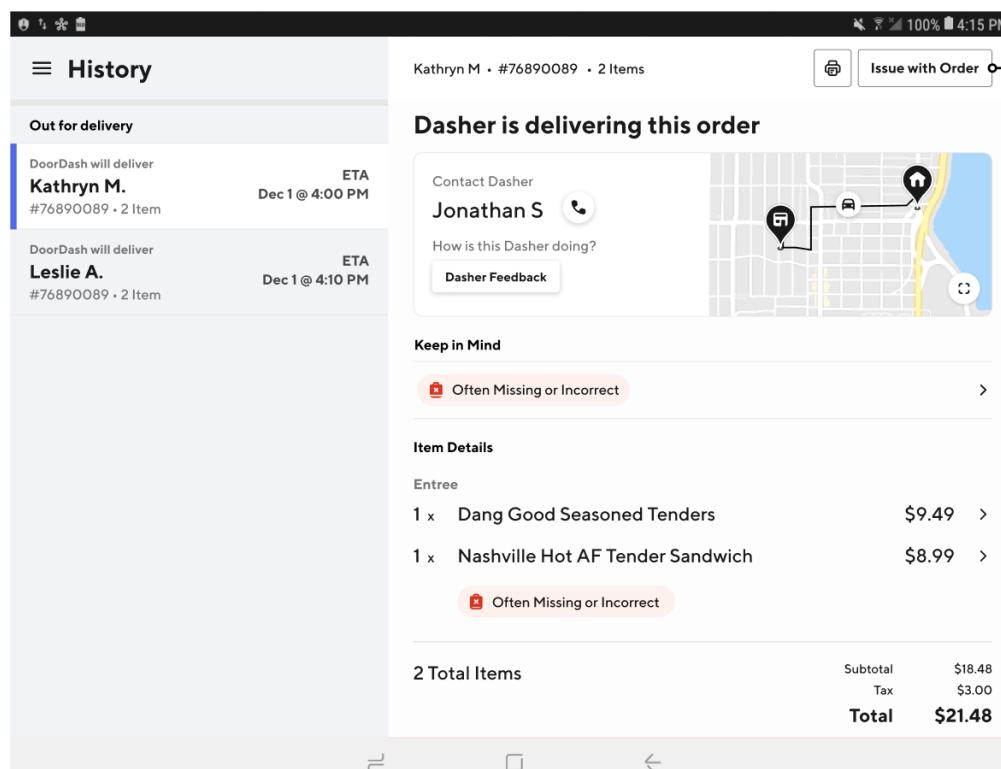 100% 4:15 PM
History
Out for delivery
DoorDash will deliver
Kathryn M.
#76890089 • 2 Item
ETA
Dec 1 @ 4:00 PM
DoorDash will deliver
Leslie A.
#76890089 • 2 Item
ETA
Dec 1 @ 4:10 PM
Kathryn M • #76890089 • 2 Items
Issue with Order
Dasher is delivering this order
Contact Dasher
Jonathan S
How is this Dasher doing?
Dasher Feedback
Keep in Mind
Often Missing or Incorrect
Item Details
Entree
1 x Dang Good Seasoned Tenders $9.49
1 x Nashville Hot AF Tender Sandwich $8.99
Often Missing or Incorrect
2 Total Items
Subtotal $18.48
Tax $3.00
Total $21.48